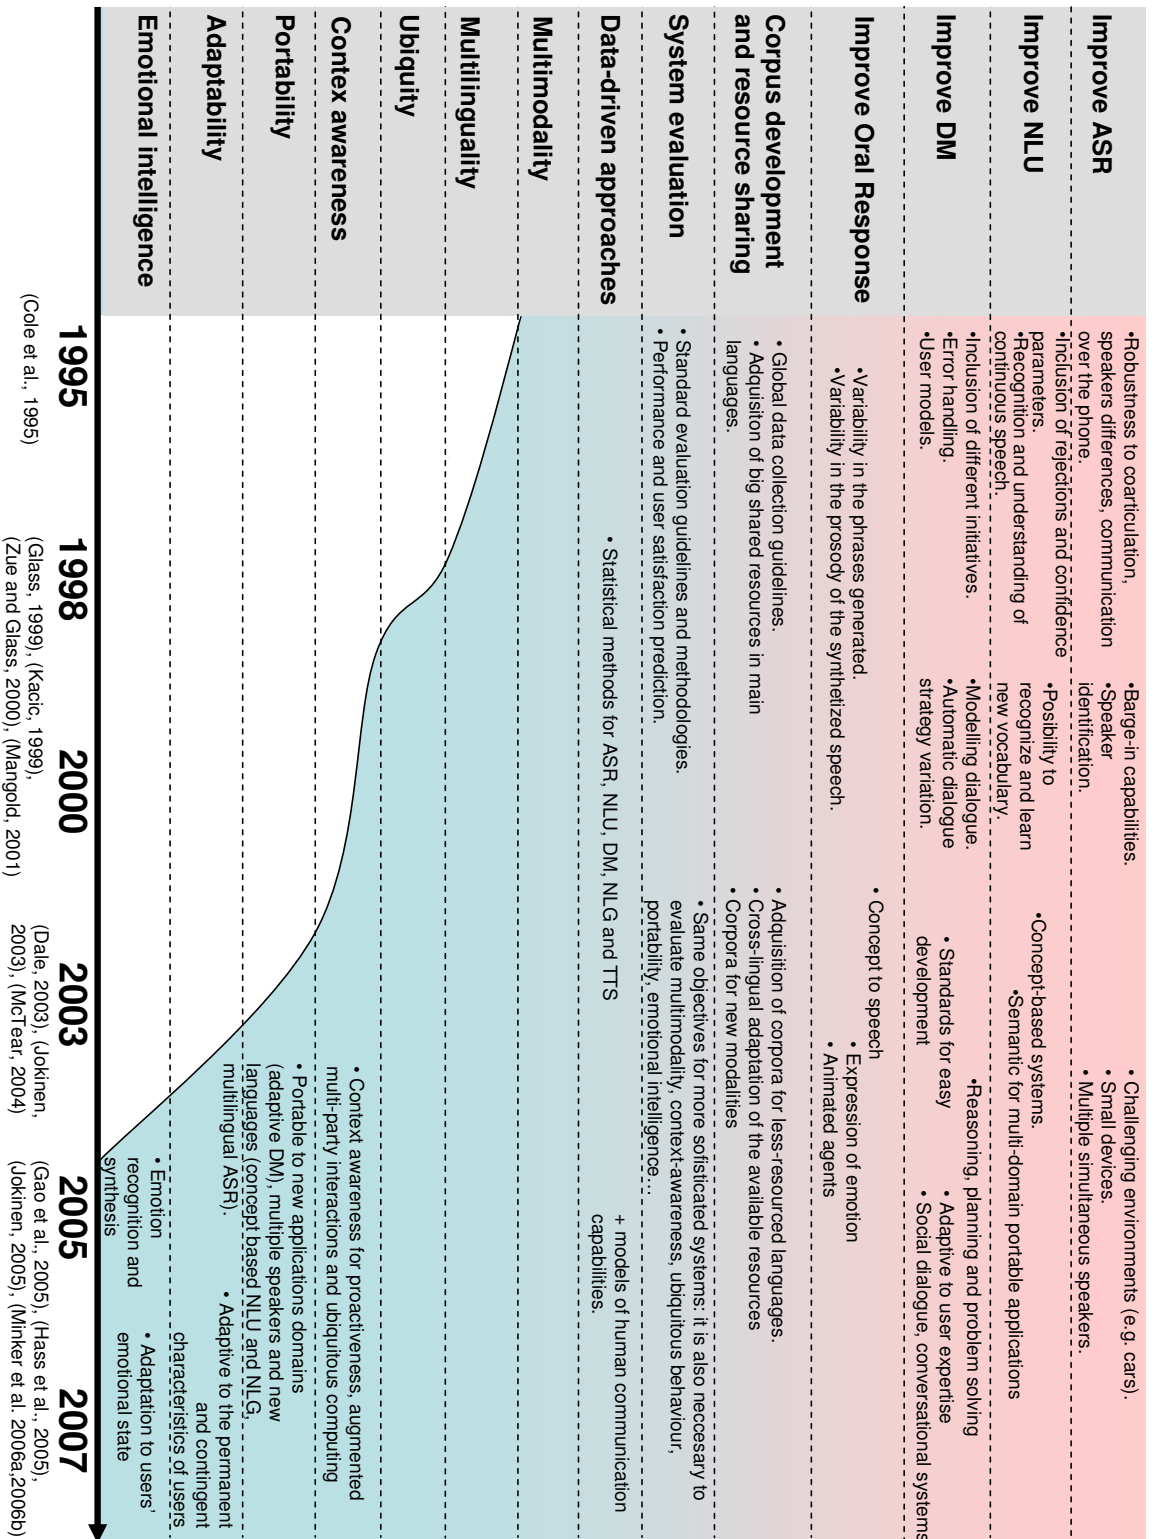 Improve ASR
•Robustness to coarticulation,
speakers differences, communication
over the phone.
•Barge-in capabilities.
•Speaker
identification.
• Challenging environments (e.g. cars).
• Small devices.
• Multiple simultaneous speakers.
Improve NLU
•Inclusion of rejections and confidence
parameters.
•Recognition and understanding of
continuous speech.
•Posibility to
recognize and learn
new vocabulary.
•Concept-based systems.
•Semantic for multi-domain portable applications
Improve DM
•Inclusion of different initiatives.
•Error handling.
•User models.
•Modelling dialogue.
•Automatic dialogue
strategy variation.
• Standards for easy
development
•Reasoning, planning and problem solving
• Adaptive to user expertise
• Social dialogue, conversational systems
Improve Oral Response
•Variability in the phrases generated.
•Variability in the prosody of the synthetized speech.
• Concept to speech
• Expression of emotion
• Animated agents
Corpus development
and resource sharing
• Global data collection guidelines.
• Adquisiton of big shared resources in main
languages.
• Adquisition of corpora for less-resourced languages.
• Cross-lingual adaptation of the available resources
• Corpora for new modalities
System evaluation
• Standard evaluation guidelines and methodologies.
• Performance and user satisfaction prediction.
• Same objectives for more sofisticated systems: it is also neccesary to
evaluate multimodality, context-awareness, ubiquitous behaviour,
portability, emotional intelligence...
Data-driven approaches
• Statistical methods for ASR, NLU, DM, NLG and TTS
+ models of human communication
capabilities.
Multimodality
Multilinguality
Ubiquity
Contex awareness
• Context awareness for proactiveness, augmented
multi-party interactions and ubiquitous computing
Portability
• Portable to new applications domains
(adaptive DM), multiple speakers and new
languages (concept based NLU and NLG,
multilingual ASR).
Adaptability
• Adaptive to the permanent
and contingent
characteristics of users
Emotional intelligence
• Emotion
recognition and
synthesis
• Adaptation to users'
emotional state
1995
1998
2000
2003
2005
2007
(Cole et al., 1995)
(Glass, 1999), (Kacic, 1999),
(Zue and Glass, 2000), (Mangold, 2001)
(Dale, 2003), (Jokinen,
2003), (McTear, 2004)
(Gao et al., 2005), (Hass et al., 2005),
(Jokinen, 2005), (Minker et al. 2006a,2006b)